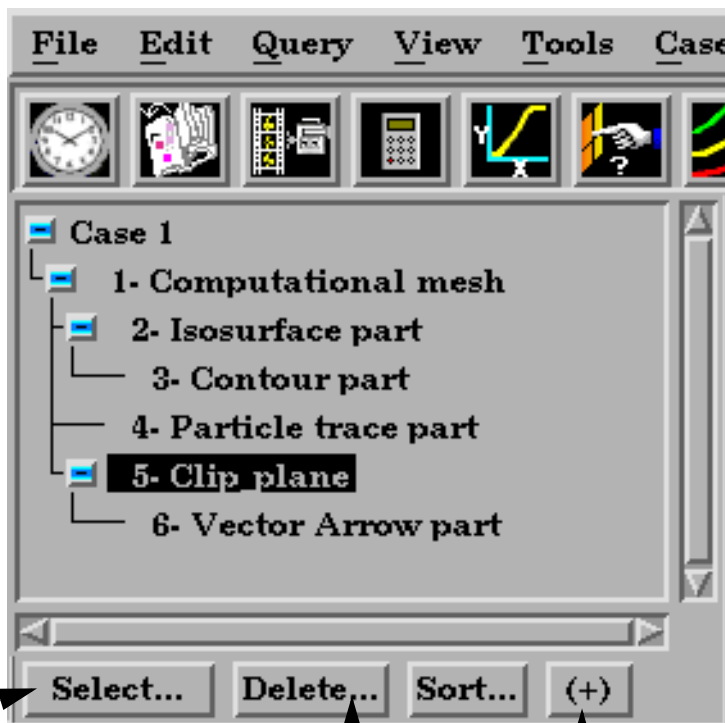 File Edit Query View Tools Case
Y
X
?
Case 1
1- Computational mesh
2- Isosurface part
3- Contour part
4- Particle trace part
5- Clip_plane
6- Vector Arrow part
Select... Delete... Sort... (+)